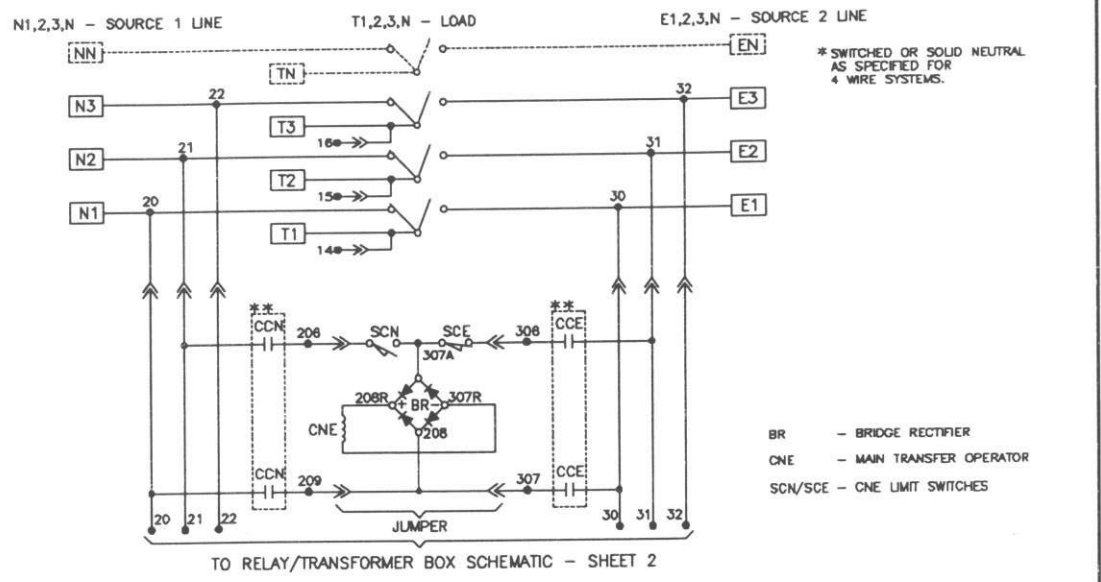 N1,2,3,N – SOURCE 1 LINE
T1,2,3,N – LOAD
E1,2,3,N – SOURCE 2 LINE
NN
EN
TN
* SWITCHED OR SOLID NEUTRAL
AS SPECIFIED FOR
4 WIRE SYSTEMS.
N3
22
32
E3
T3
16
N2
21
31
E2
T2
15
N1
20
30
E1
T1
14
** **
CCN
206
SCN
SCE
306
CCE
307A
208R
+ BR -
307R
CNE
208
CCN
209
307
CCE
20
21
22
JUMPER
30
31
32
TO RELAY/TRANSFORMER BOX SCHEMATIC – SHEET 2
BR – BRIDGE RECTIFIER
CNE – MAIN TRANSFER OPERATOR
SCN/SCE – CNE LIMIT SWITCHES